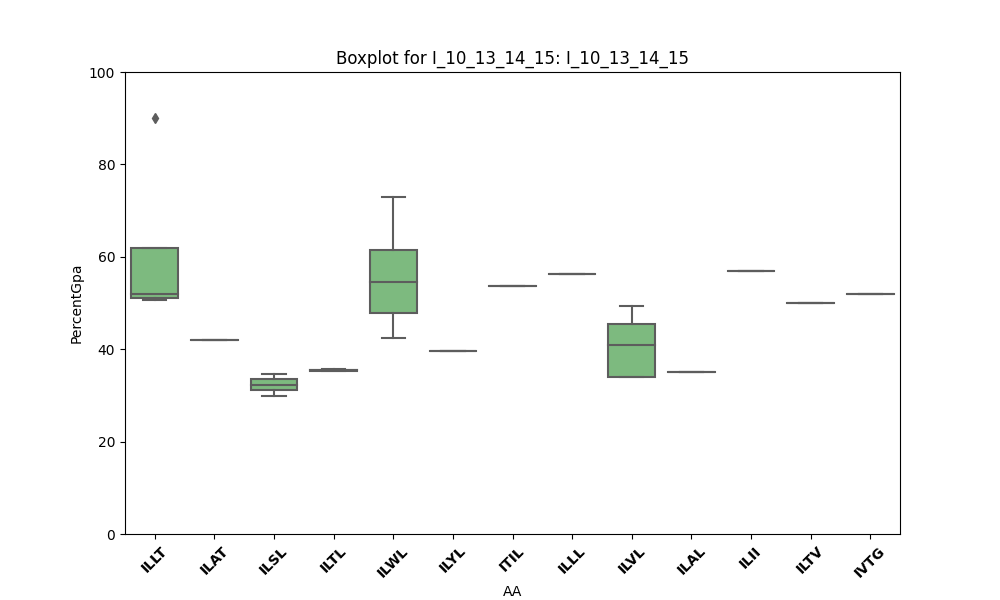 Boxplot for I_10_13_14_15: I_10_13_14_15
100
80
60
40
20
0
PercentGpa
ILLT
ILAT
ILSL
ILTL
ILWL
ILYL
ITIL
ILLL
ILVL
ILAL
ILII
ILTV
IVTG
AA